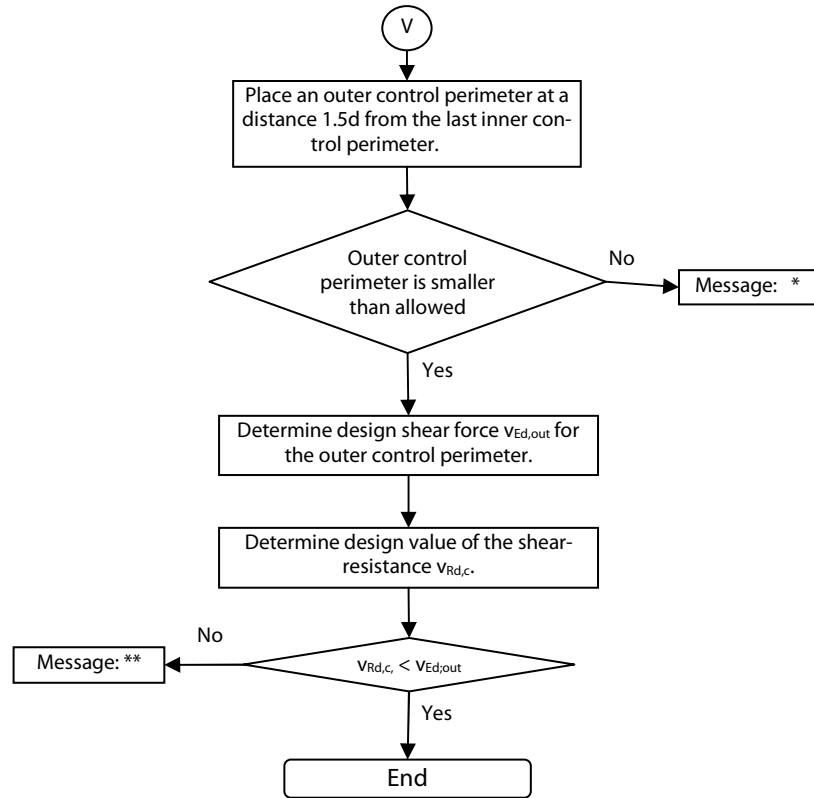 V
Place an outer control perimeter at a
distance 1.5d from the last inner con-
trol perimeter.
Outer control
perimeter is smaller
than allowed
No
Message: *
Yes
Determine design shear force vEd,out for
the outer control perimeter.
Determine design value of the shear-
resistance vRd,c.
No
Message: **
vRd,c, < vEd;out
Yes
End